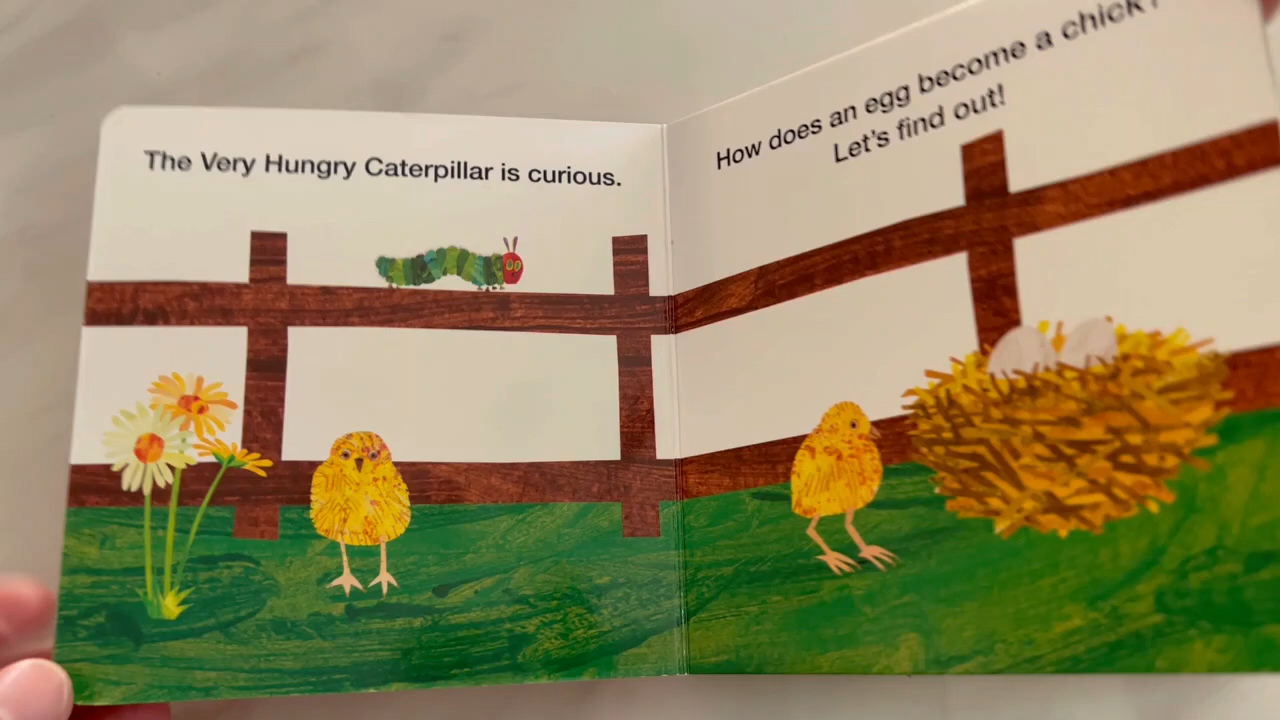 The Very Hungry Caterpillar is curious.
How does an egg become a chick?
Let's find out!